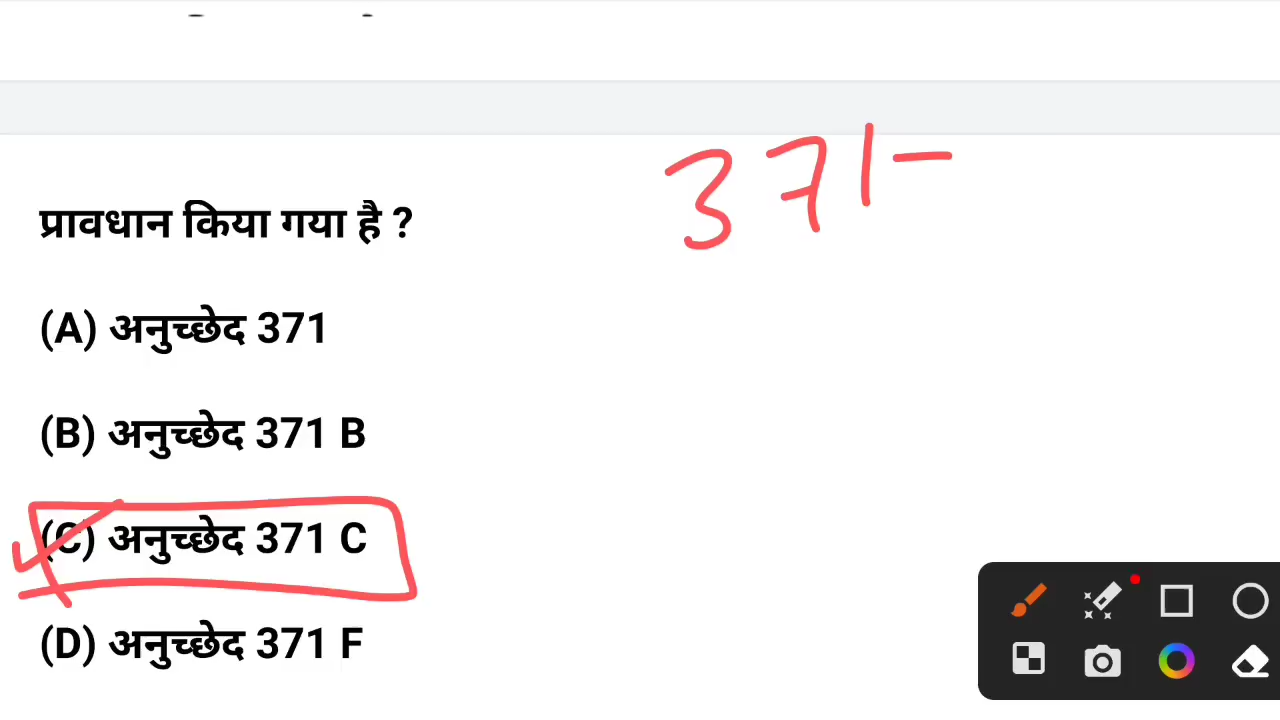 371-
प्रावधान किया गया है ?
(A) अनुच्छेद 371
(B) अनुच्छेद 371 B
(C) अनुच्छेद 371 C
(D) अनुच्छेद 371 F